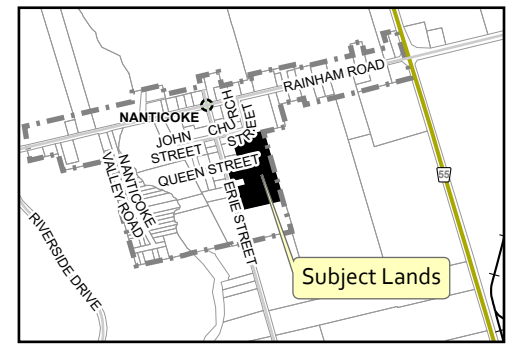 RAINHAM ROAD
NANTICOKE
CHURCH
STREET
JOHN
STREET
QUEEN STREET
NANTICOKE
VALLEY ROAD
ERIE STREET
RIVERSIDE DRIVE
55
Subject Lands